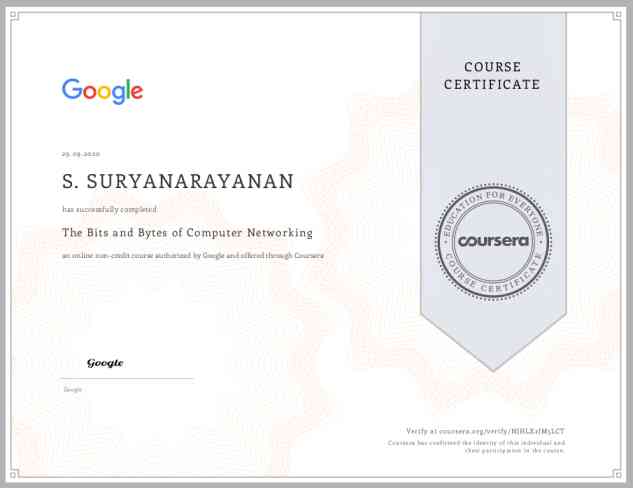 COURSE
CERTIFICATE
Google
29.09.2020
S. SURYANARAYANAN
has successfully completed
The Bits and Bytes of Computer Networking
an online non-credit course authorized by Google and offered through Coursera
EDUCATION FOR EVERYONE
coursera
COURSE CERTIFICATE
Google
Google
Verify at coursera.org/verify/
Coursera has confirmed the identity of this individual and
their participation in the course.